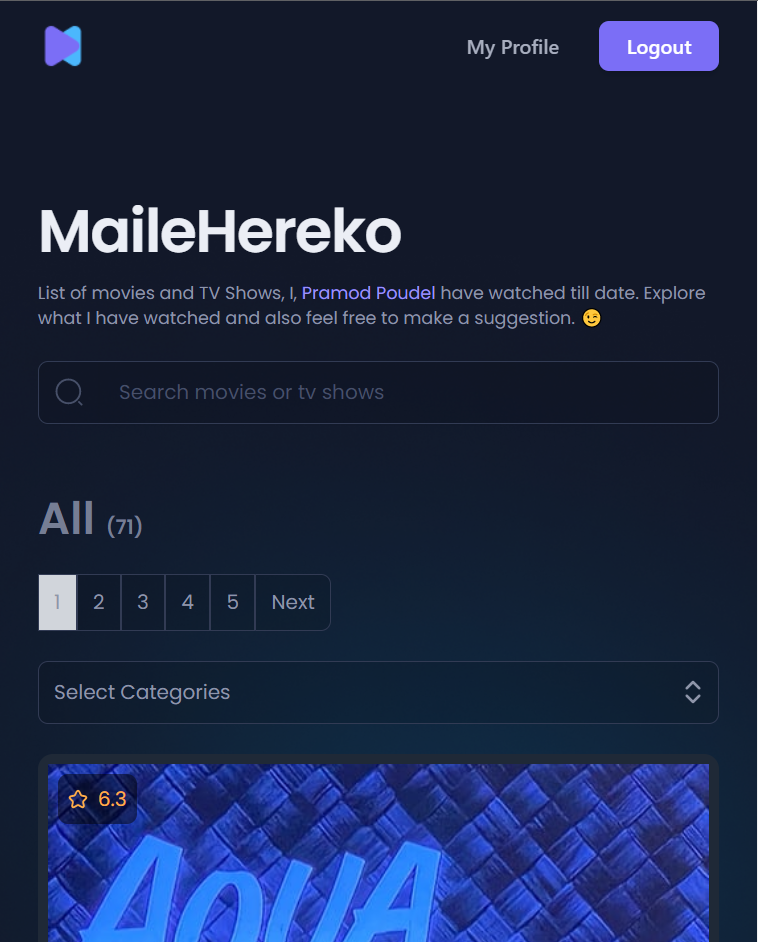 My Profile
Logout
MaileHereko
List of movies and TV Shows, I, Pramod Poudel have watched till date. Explore
what I have watched and also feel free to make a suggestion. 😉
Search movies or tv shows
All (71)
1 2 3 4 5 Next
Select Categories
6.3
AQUA